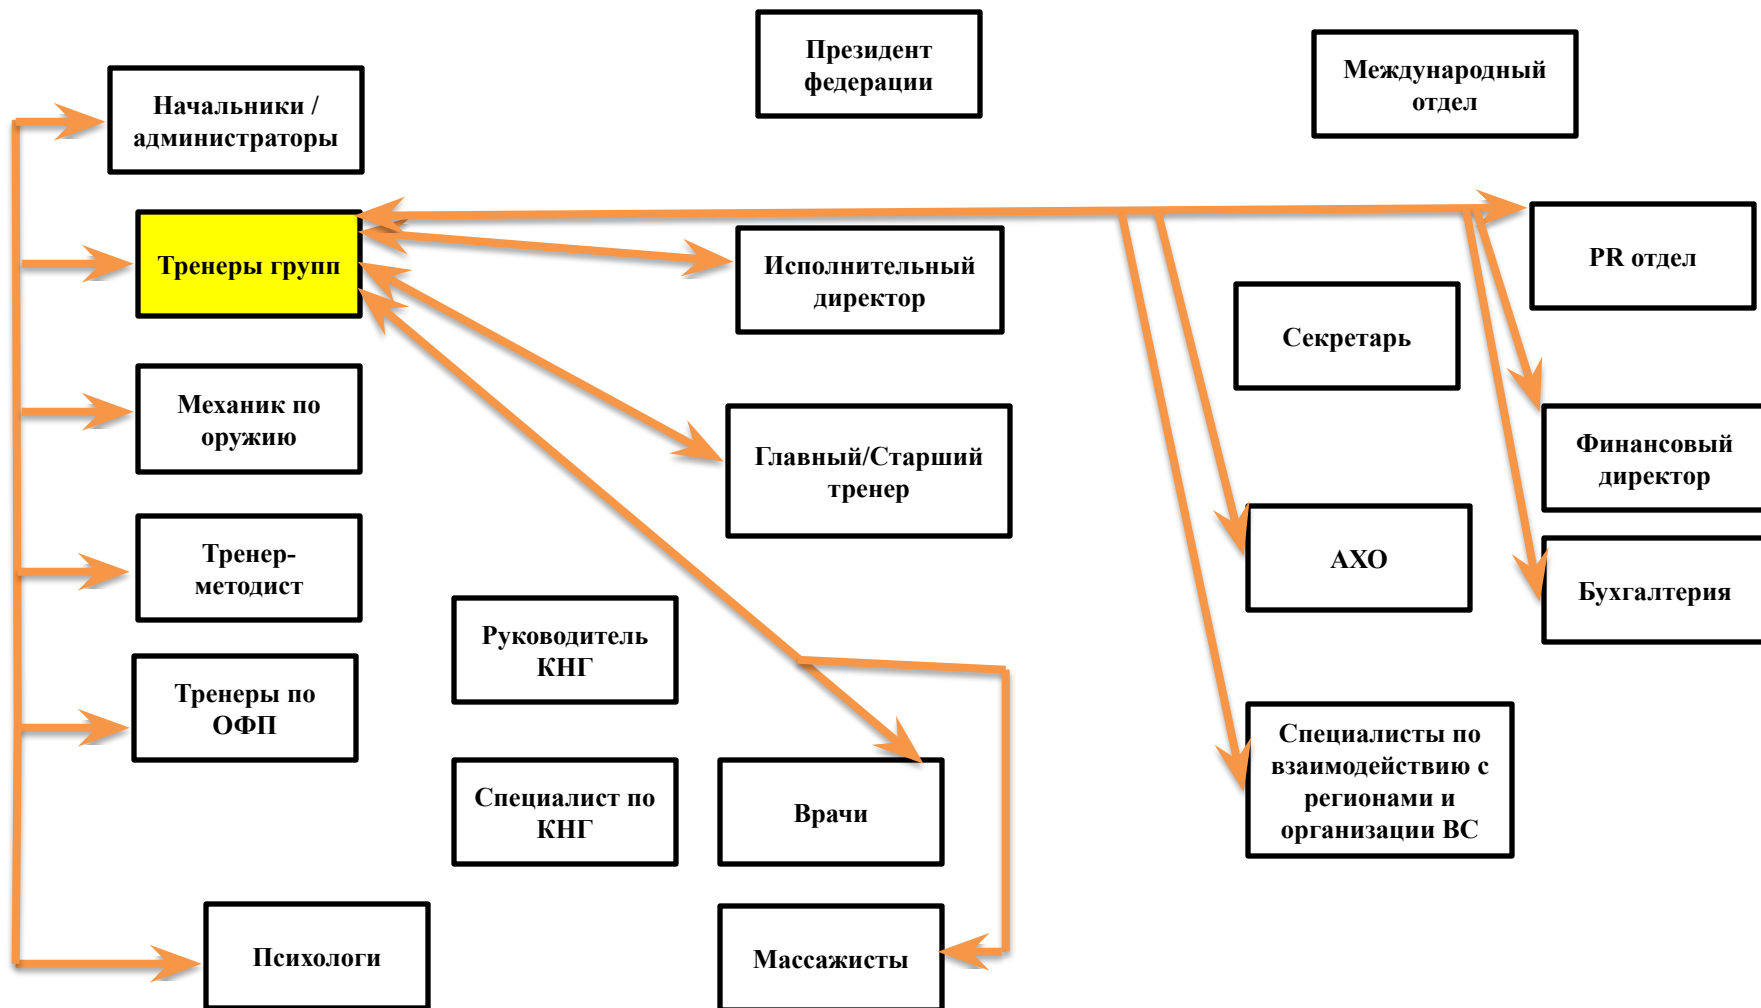 Президент
федерации
Международный
отдел
Начальники /
администраторы
Тренеры групп
Исполнительный
директор
PR отдел
Секретарь
Механик по
оружию
Главный/Старший
тренер
Финансовый
директор
Тренер-
методист
АХО
Бухгалтерия
Руководитель
КНГ
Тренеры по
ОФП
Специалист по
КНГ
Врачи
Специалисты по
взаимодействию с
регионами и
организации ВС
Психологи
Массажисты